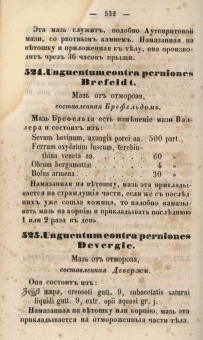 — 532 —
Эта мазь служитъ, подобно Аутенритовой
мази, со рвотнымъ камнемъ. Намазанная на
вѣтошку и приложенная къ тѣлу, она произво-
дитъ чрезъ 36 часовъ прыщи.
524. Unguentum contra perniones
Brefeldt.
Мазь отъ отмороза,
составленная Брефельдомъ.
Мазь Брефельда есть измѣненіе мази Вал-
лера и состоитъ изъ:
Sevum botinum, axungia porci aa. 500 part.
Ferrum oxydatum fuscum, terebin-
thina veneta aa. 60 »
Oleum bergamottae 4 »
Bolus armena 30 »
Намазанная на вѣтошку, мазь эта приклады-
вается на страждущія части, если же съ послѣд-
нихъ уже сошла кожица, то надобно намазы-
вать мазь на корпію и прикладывать послѣднюю
1 или 2 раза въ день.
525. Unguentum contra perniones
Devergie.
Мазь отъ отмороза,
составленная Девержи.
Она состоитъ изъ:
жира, creosoti gutt. 9, subacetatis saturni
liquidi gutt. 9, extr. opii aquosi gr. j.
Намазанная на вѣтошку или корпію, мазь эта
прикладывается на отмороженныя части тѣла.